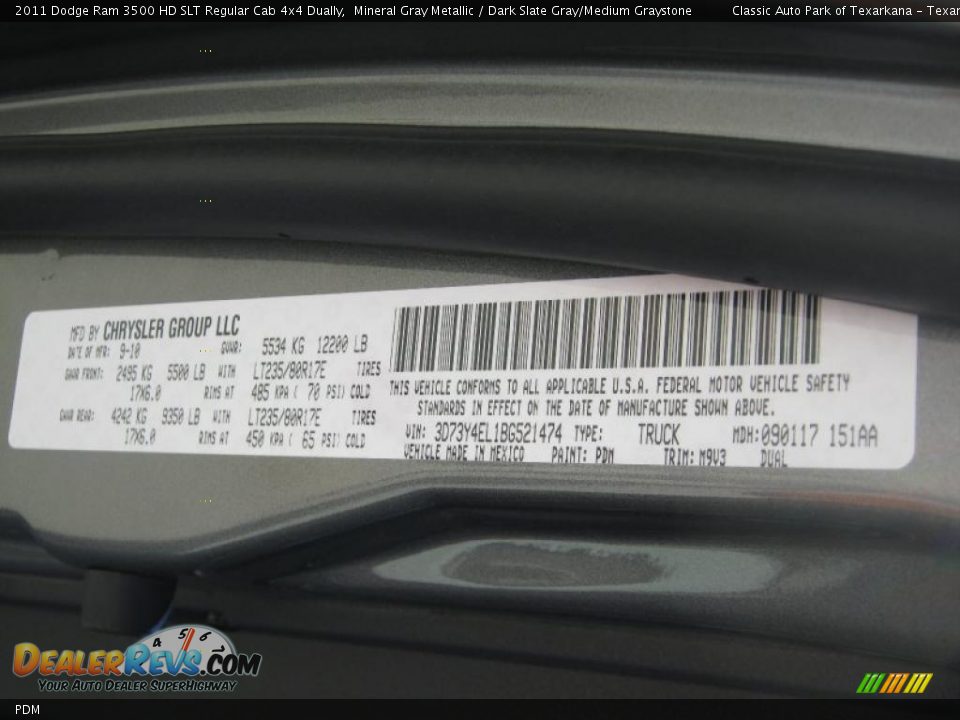 2011 Dodge Ram 3500 HD SLT Regular Cab 4x4 Dually, Mineral Gray Metallic / Dark Slate Gray/Medium Graystone Classic Auto Park of Texarkana – Texar
MFD BY CHRYSLER GROUP LLC
DATE OF MFR: 9-10 GVWR: 5534 KG 12200 LB
GAWR FRONT: 2495 KG 5500 LB WITH LT235/80R17E TIRES
17X6.0 RIMS AT 485 KPA ( 70 PSI) COLD
GAWR REAR: 4242 KG 9350 LB WITH LT235/80R17E TIRES
17X6.0 RIMS AT 450 KPA ( 65 PSI) COLD
THIS VEHICLE CONFORMS TO ALL APPLICABLE U.S.A. FEDERAL MOTOR VEHICLE SAFETY
STANDARDS IN EFFECT ON THE DATE OF MANUFACTURE SHOWN ABOVE.
VIN: 3D73Y4EL1BG521474 TYPE: TRUCK MDH: 090117 151AA
VEHICLE MADE IN MEXICO PAINT: PDM TRIM: M9V3 DUAL
4 5 6
DEALERREVS.COM
YOUR AUTO DEALER SUPERHIGHWAY
PDM